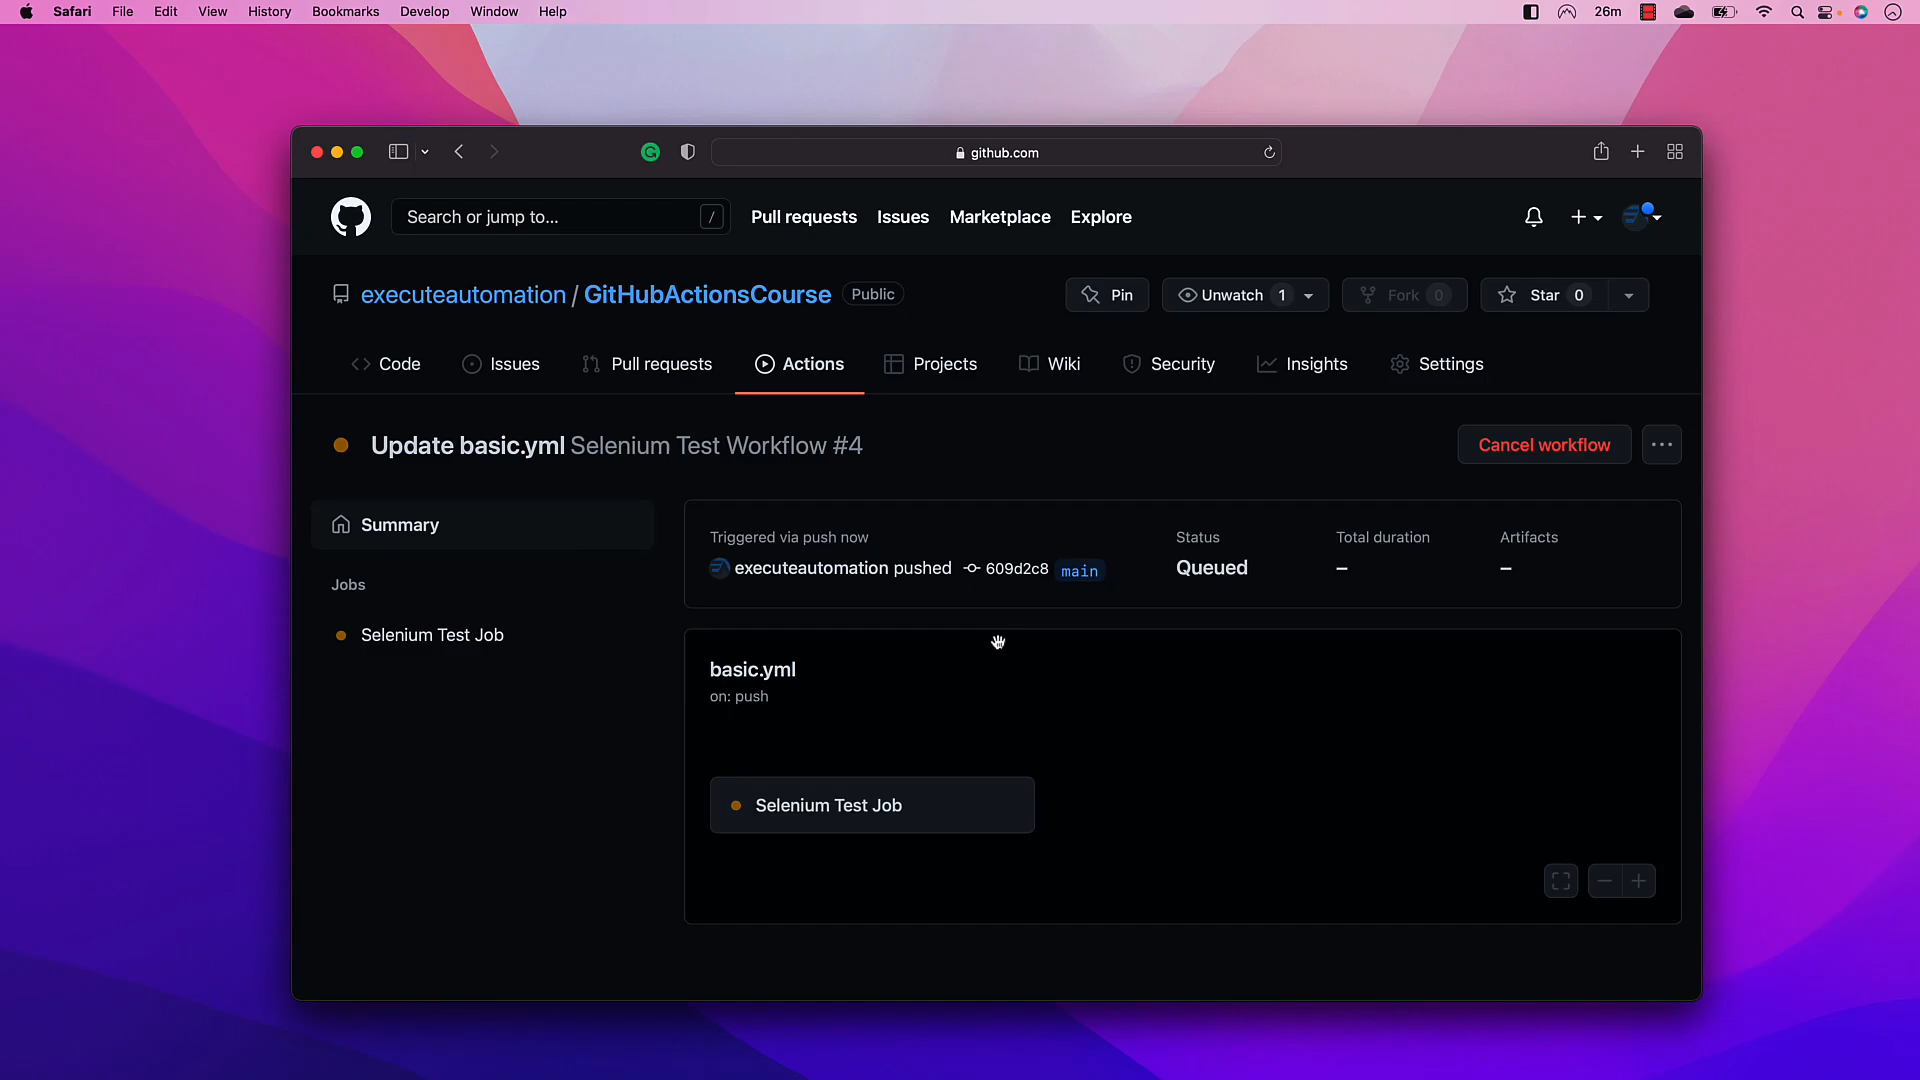 Safari File Edit View History Bookmarks Develop Window Help 26m
github.com
Search or jump to... / Pull requests Issues Marketplace Explore
executeautomation / GitHubActionsCourse Public Pin Unwatch 1 Fork 0 Star 0
Code Issues Pull requests Actions Projects Wiki Security Insights Settings
Update basic.yml Selenium Test Workflow #4 Cancel workflow
Summary
Jobs
Selenium Test Job
Triggered via push now Status Total duration Artifacts
executeautomation pushed 609d2c8 main Queued – –
basic.yml
on: push
Selenium Test Job